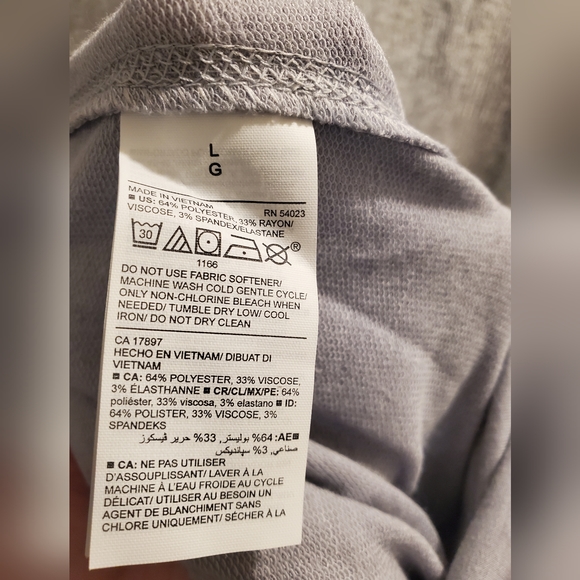 L
G
MADE IN VIETNAM RN 54023
■ US: 64% POLYESTER, 33% RAYON/
VISCOSE, 3% SPANDEX/ELASTANE
30 ®
1166
DO NOT USE FABRIC SOFTENER/
MACHINE WASH COLD GENTLE CYCLE/
ONLY NON-CHLORINE BLEACH WHEN
NEEDED/ TUMBLE DRY LOW/ COOL
IRON/ DO NOT DRY CLEAN
CA 17897
HECHO EN VIETNAM/ DIBUAT DI
VIETNAM
■ CA: 64% POLYESTER, 33% VISCOSE,
3% ÉLASTHANNE ■ CR/CL/MX/PE: 64%
poliéster, 33% viscosa, 3% elastano ■ ID:
64% POLISTER, 33% VISCOSE, 3%
SPANDEKS
■ AE: 64% بوليستر, 33% حرير ڤيسكوز
صناعي, 3% سپانديكس
■ CA: NE PAS UTILISER
D'ASSOUPLISSANT/ LAVER À LA
MACHINE À L'EAU FROIDE AU CYCLE
DÉLICAT/ UTILISER AU BESOIN UN
AGENT DE BLANCHIMENT SANS
CHLORE UNIQUEMENT/ SÉCHER À LA